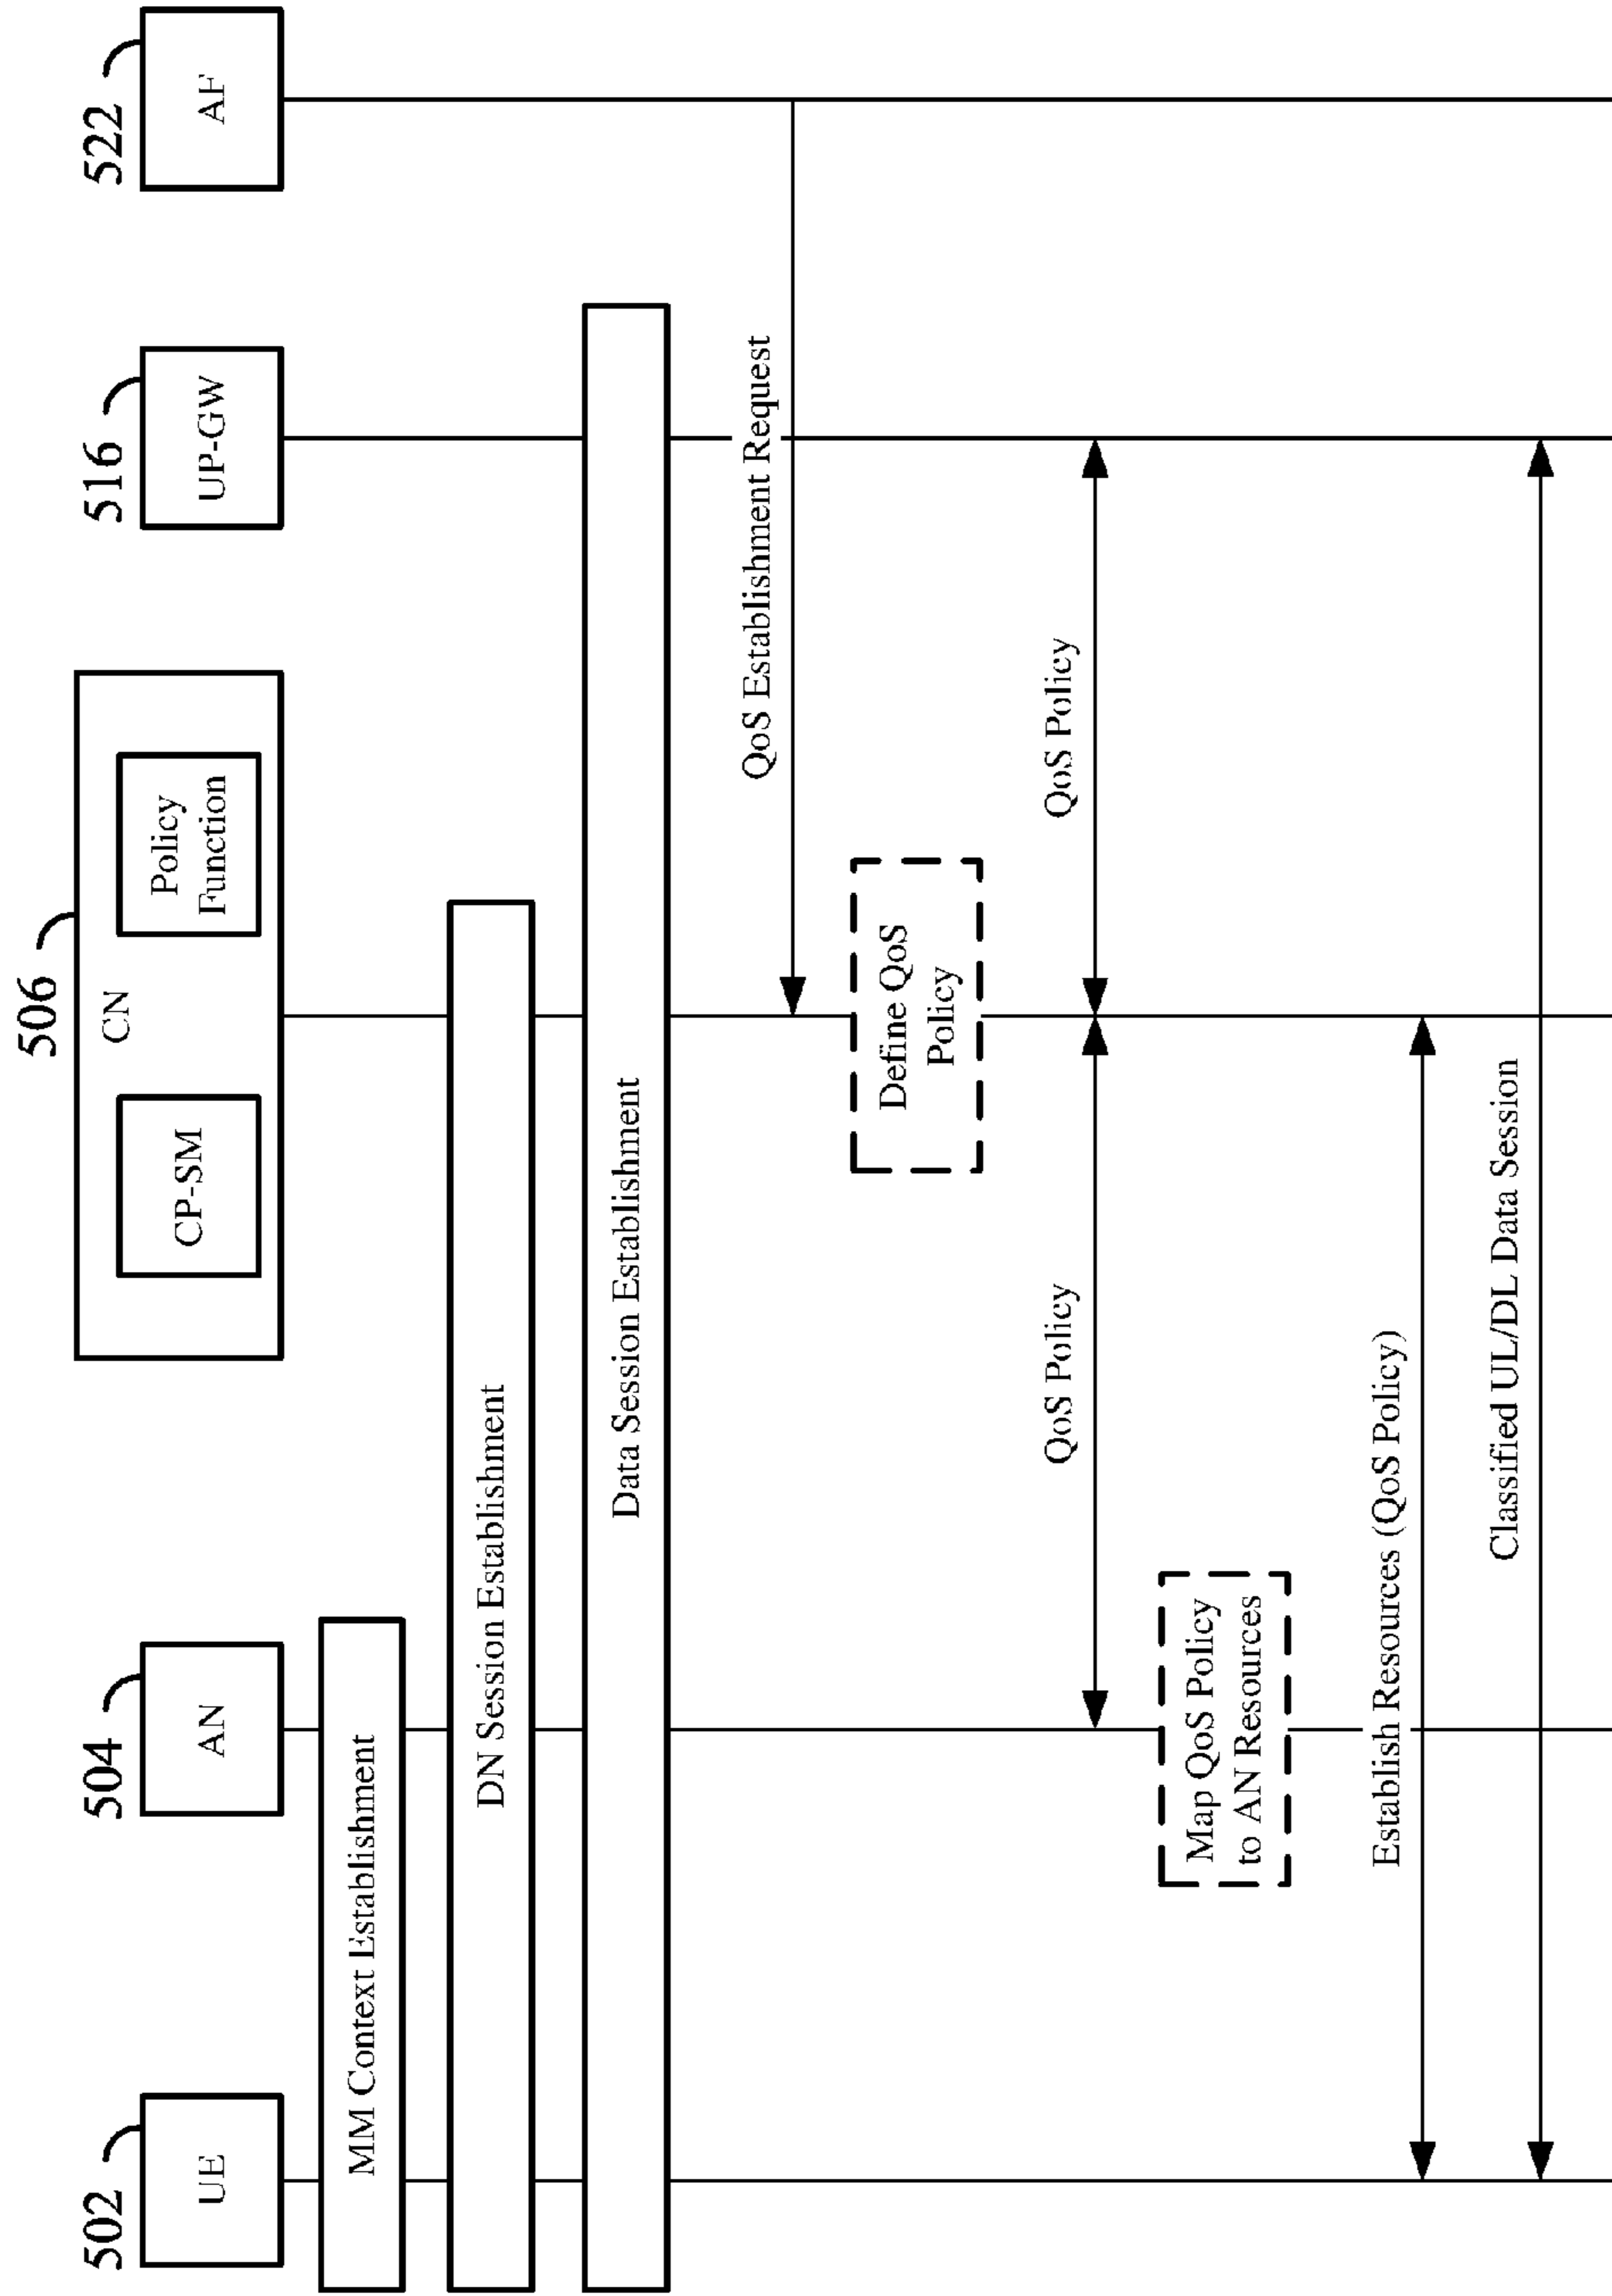 502
UE
504
AN
506
CN
CP-SM
Policy
Function
516
UP-GW
522
AF
MM Context Establishment
DN Session Establishment
Data Session Establishment
QoS Establishment Request
Define QoS
Policy
QoS Policy
QoS Policy
Map QoS Policy
to AN Resources
Establish Resources (QoS Policy)
Classified UL/DL Data Session